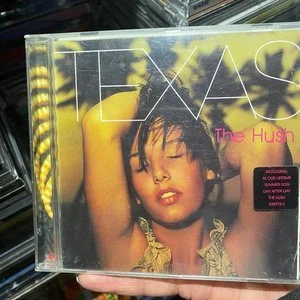 TEXAS
The Hush
INCLUDING:
IN OUR LIFETIME
SUMMER SON
DAY AFTER DAY
THE HUSH